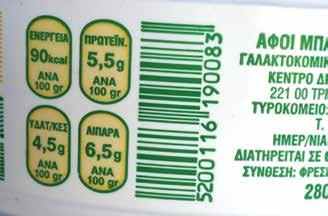 ΕΝΕΡΓΕΙΑ
90kcal
ΑΝΑ
100 gr
ΠΡΩΤΕΪΝ.
5,5g
ΑΝΑ
100 gr
ΥΔΑΤ/ΚΕΣ
4,5g
ΑΝΑ
100 gr
ΛΙΠΑΡΑ
6,5g
ΑΝΑ
100 gr
5200116190083
ΑΦΟΙ ΜΠΑ
ΓΑΛΑΚΤΟΚΟΜΙΚ
ΚΕΝΤΡΟ ΔΙ
221 00 ΤΡΙ
ΤΥΡΟΚΟΜΕΙΟ:
Τ.
ΗΜΕΡ/ΝΙΑ
ΔΙΑΤΗΡΕΙΤΑΙ ΣΕ
ΣΥΝΘΕΣΗ: ΦΡΕΣ
280